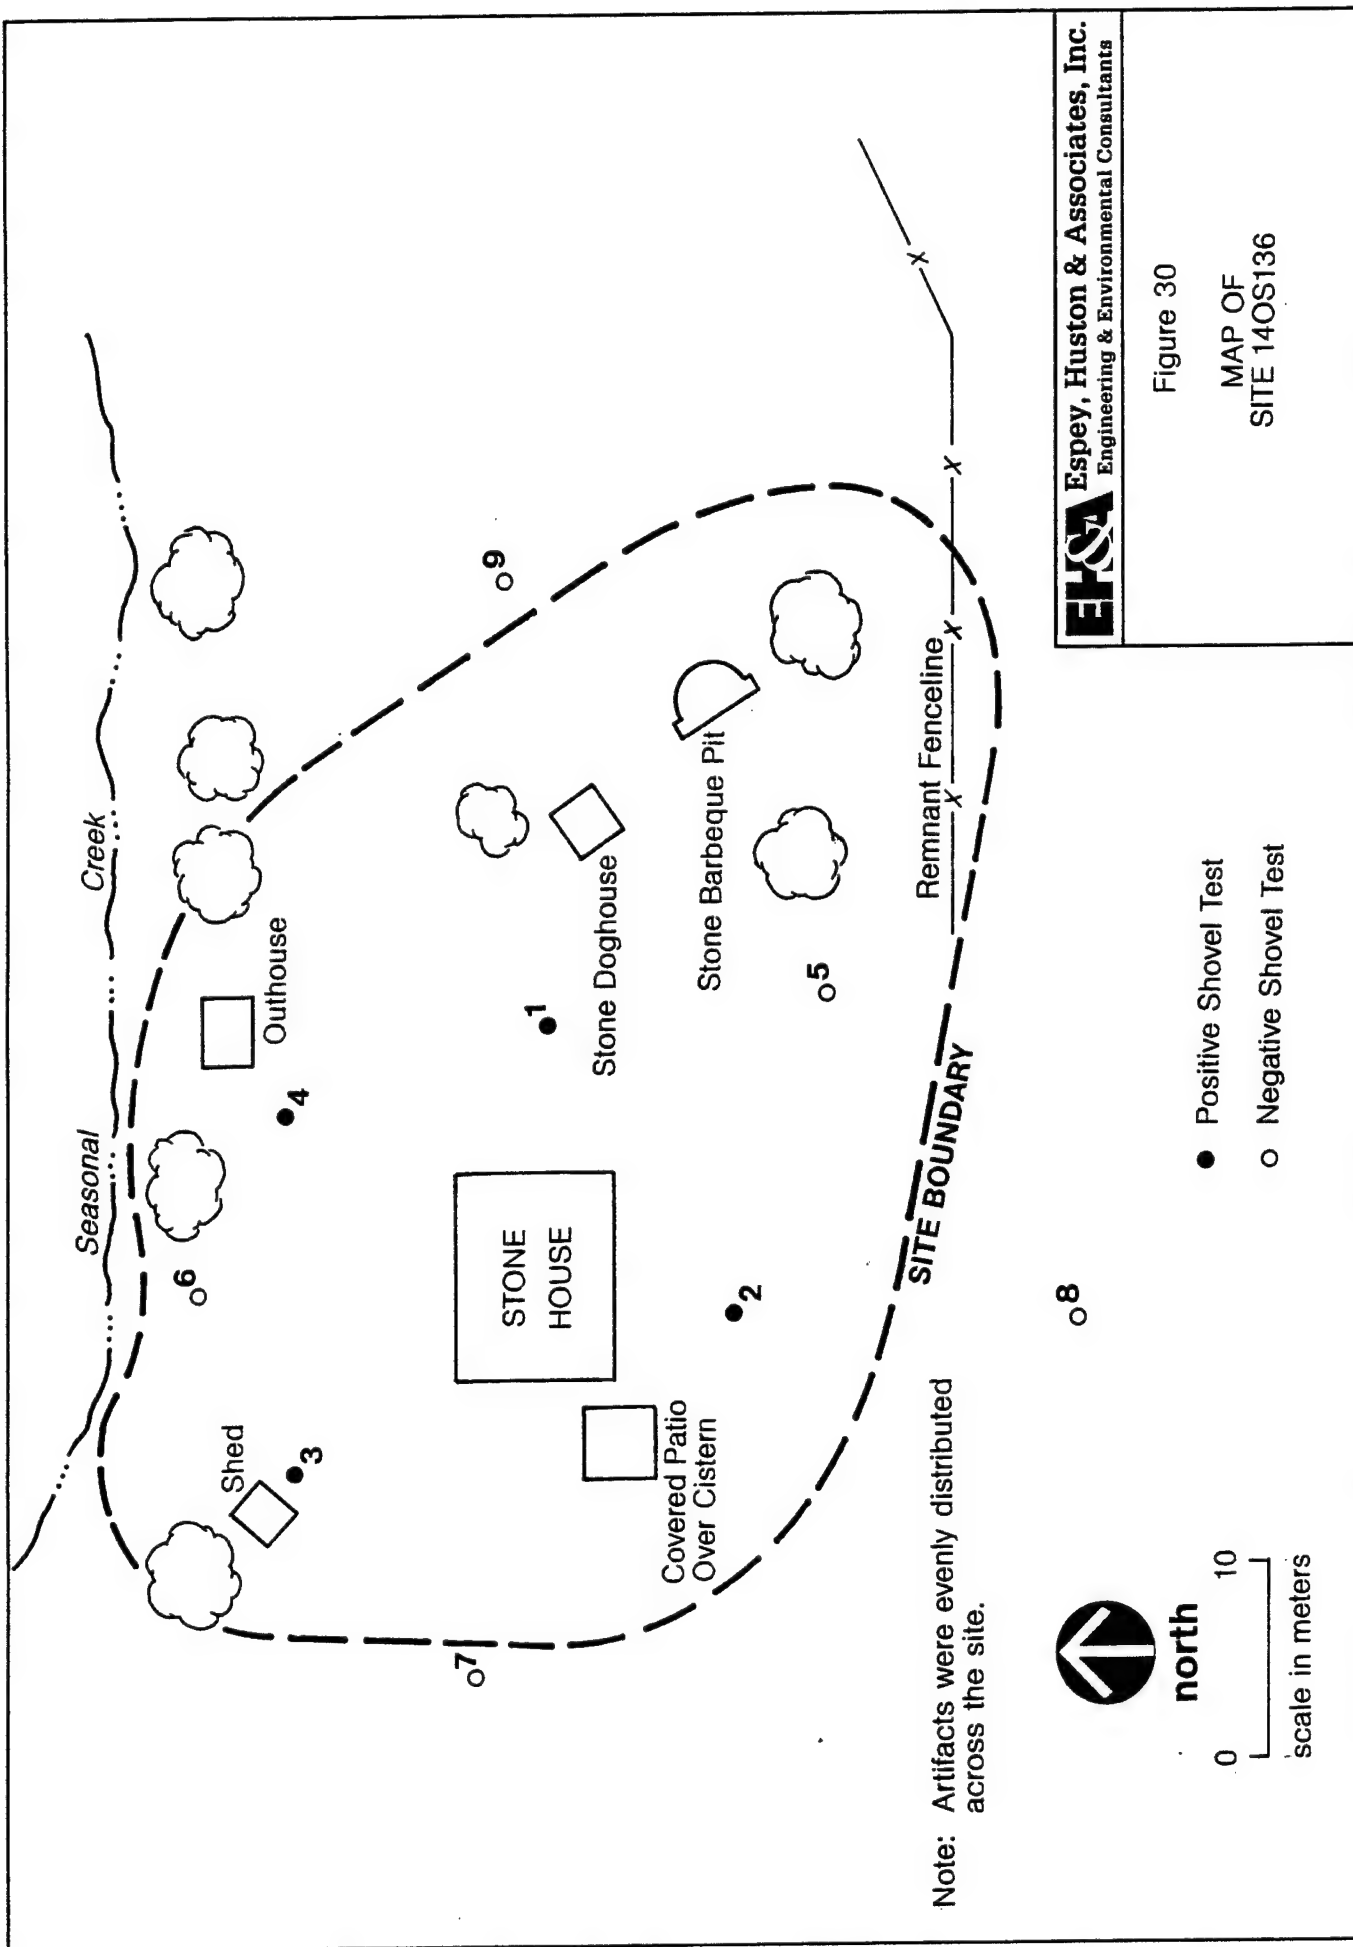 Seasonal
Creek
Shed
3
6
4
Outhouse
7
STONE
HOUSE
1
9
Stone Doghouse
Covered Patio
Over Cistern
2
Stone Barbeque Pit
5
Remnant Fenceline
X
X
X
X
SITE BOUNDARY
8
Note: Artifacts were evenly distributed
across the site.
north
0 10
scale in meters
Positive Shovel Test
Negative Shovel Test
EH&A Espey, Huston & Associates, Inc.
Engineering & Environmental Consultants
Figure 30
MAP OF
SITE 14OS136